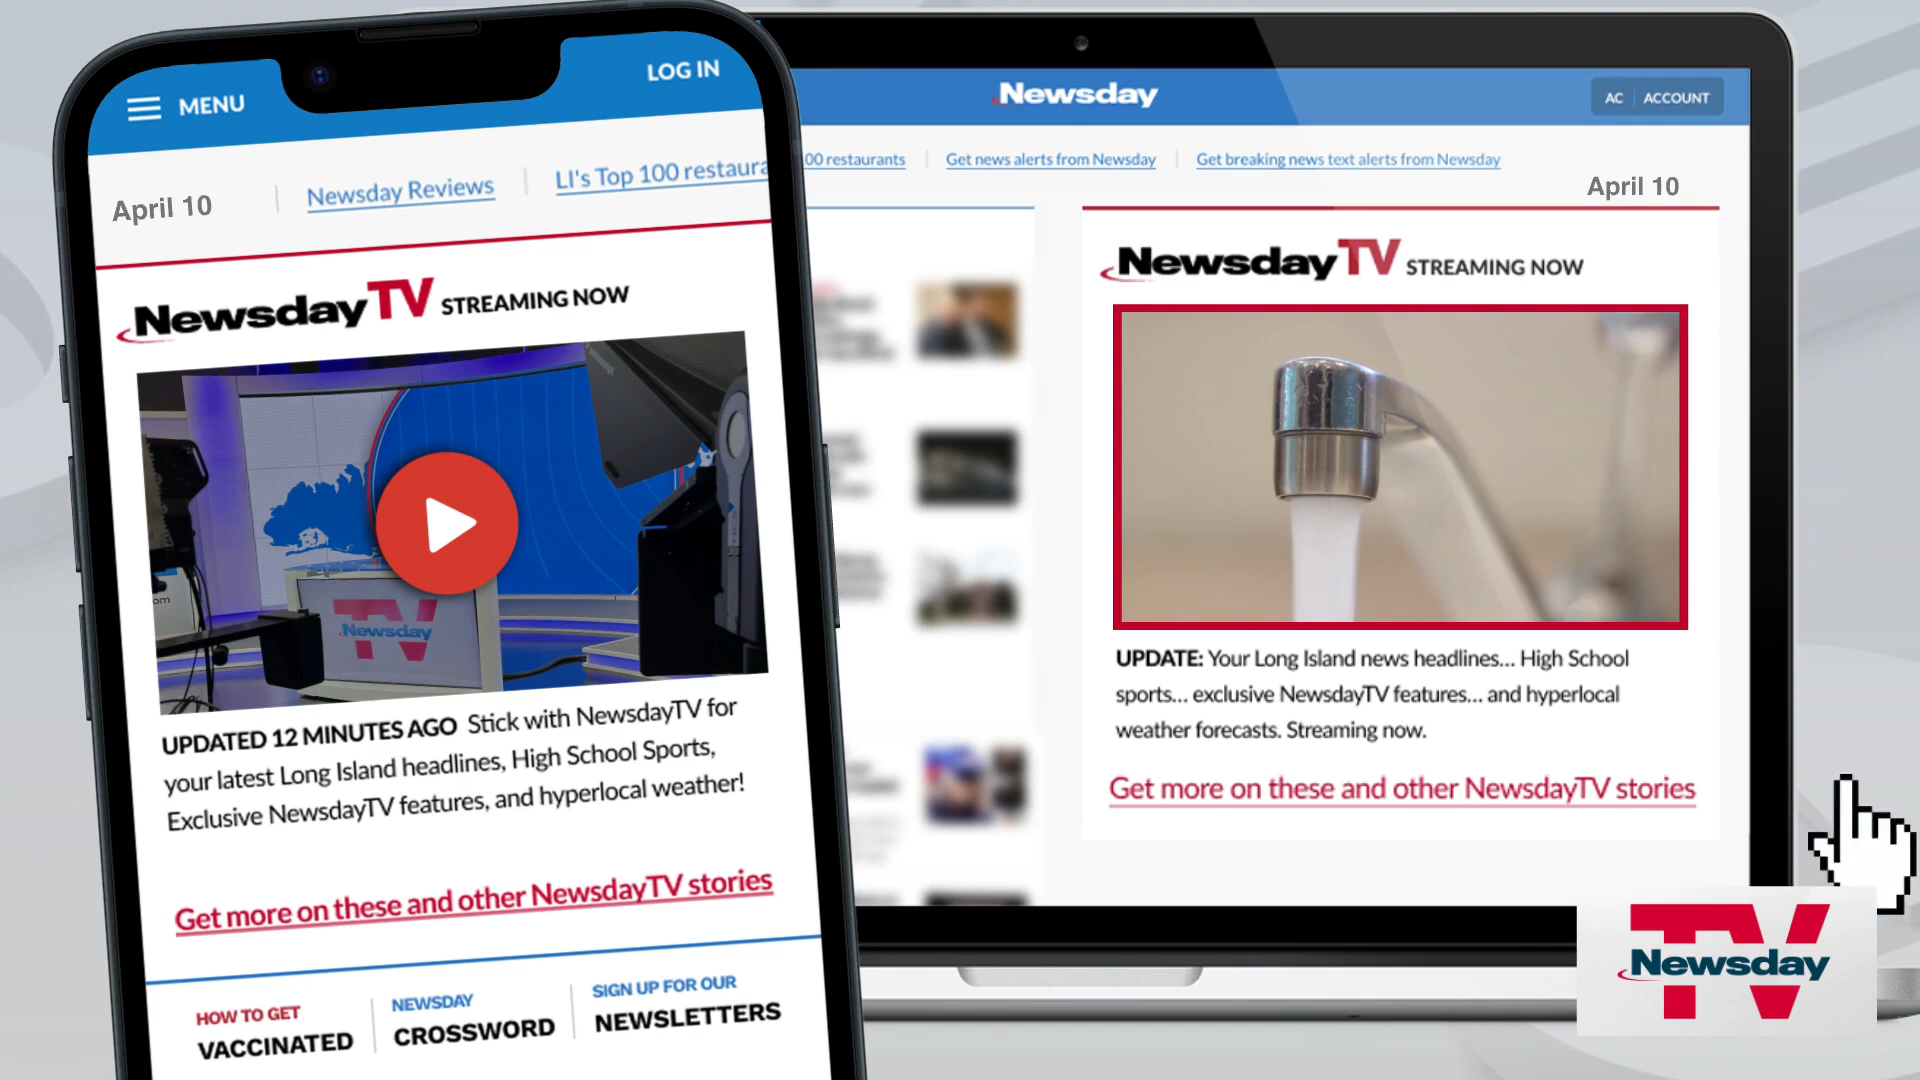 MENU
LOG IN
April 10
Newsday Reviews
LI's Top 100 restaura
NewsdayTV STREAMING NOW
TV
Newsday
UPDATED 12 MINUTES AGO Stick with NewsdayTV for
your latest Long Island headlines, High School Sports,
Exclusive NewsdayTV features, and hyperlocal weather!
Get more on these and other NewsdayTV stories
HOW TO GET
VACCINATED
NEWSDAY
CROSSWORD
SIGN UP FOR OUR
NEWSLETTERS
Newsday
AC
ACCOUNT
00 restaurants
Get news alerts from Newsday
Get breaking news text alerts from Newsday
April 10
NewsdayTV STREAMING NOW
UPDATE: Your Long Island news headlines... High School
sports... exclusive NewsdayTV features... and hyperlocal
weather forecasts. Streaming now.
Get more on these and other NewsdayTV stories
TV
Newsday